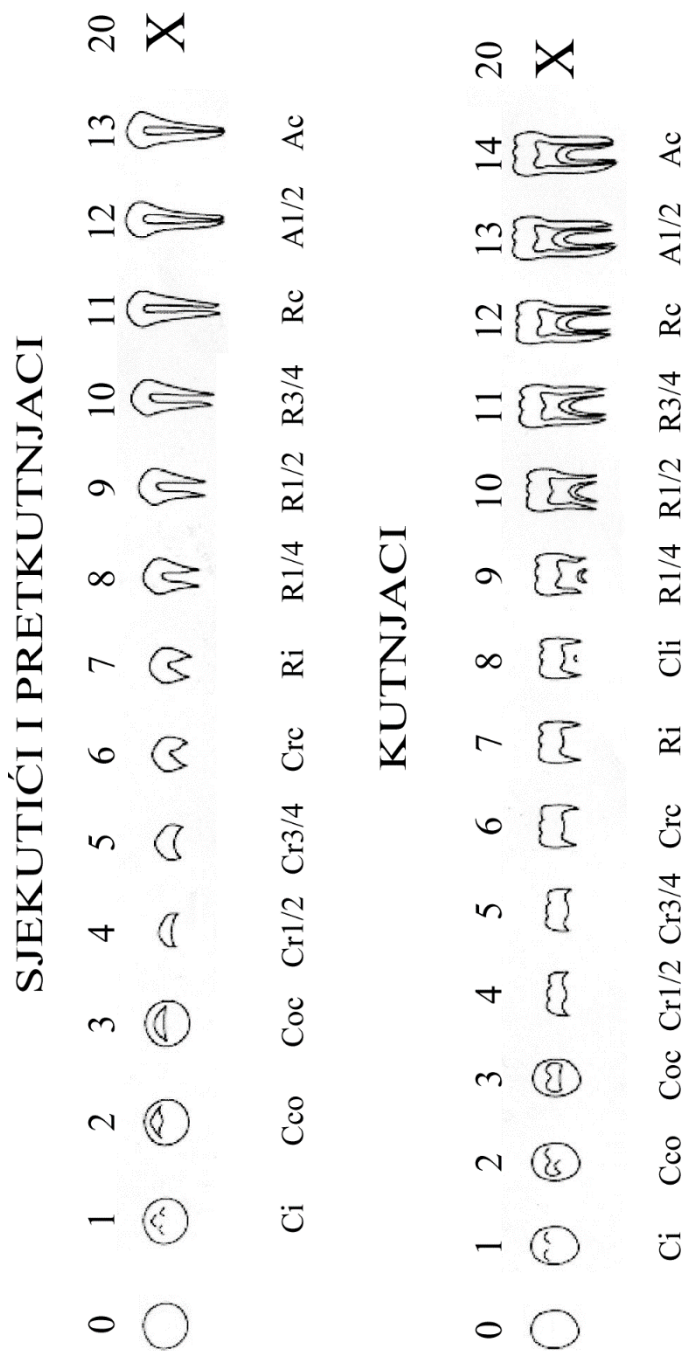 SJEKUTIĆI I PRETKUTNJACI
0 1 2 3 4 5 6 7 8 9 10 11 12 13 20
X
Ci Cco Coc Cr1/2 Cr3/4 Crc Ri R1/4 R1/2 R3/4 Rc A1/2 Ac
KUTNJACI
0 1 2 3 4 5 6 7 8 9 10 11 12 13 14 20
X
Ci Cco Coc Cr1/2 Cr3/4 Crc Ri Cli R1/4 R1/2 R3/4 Rc A1/2 Ac